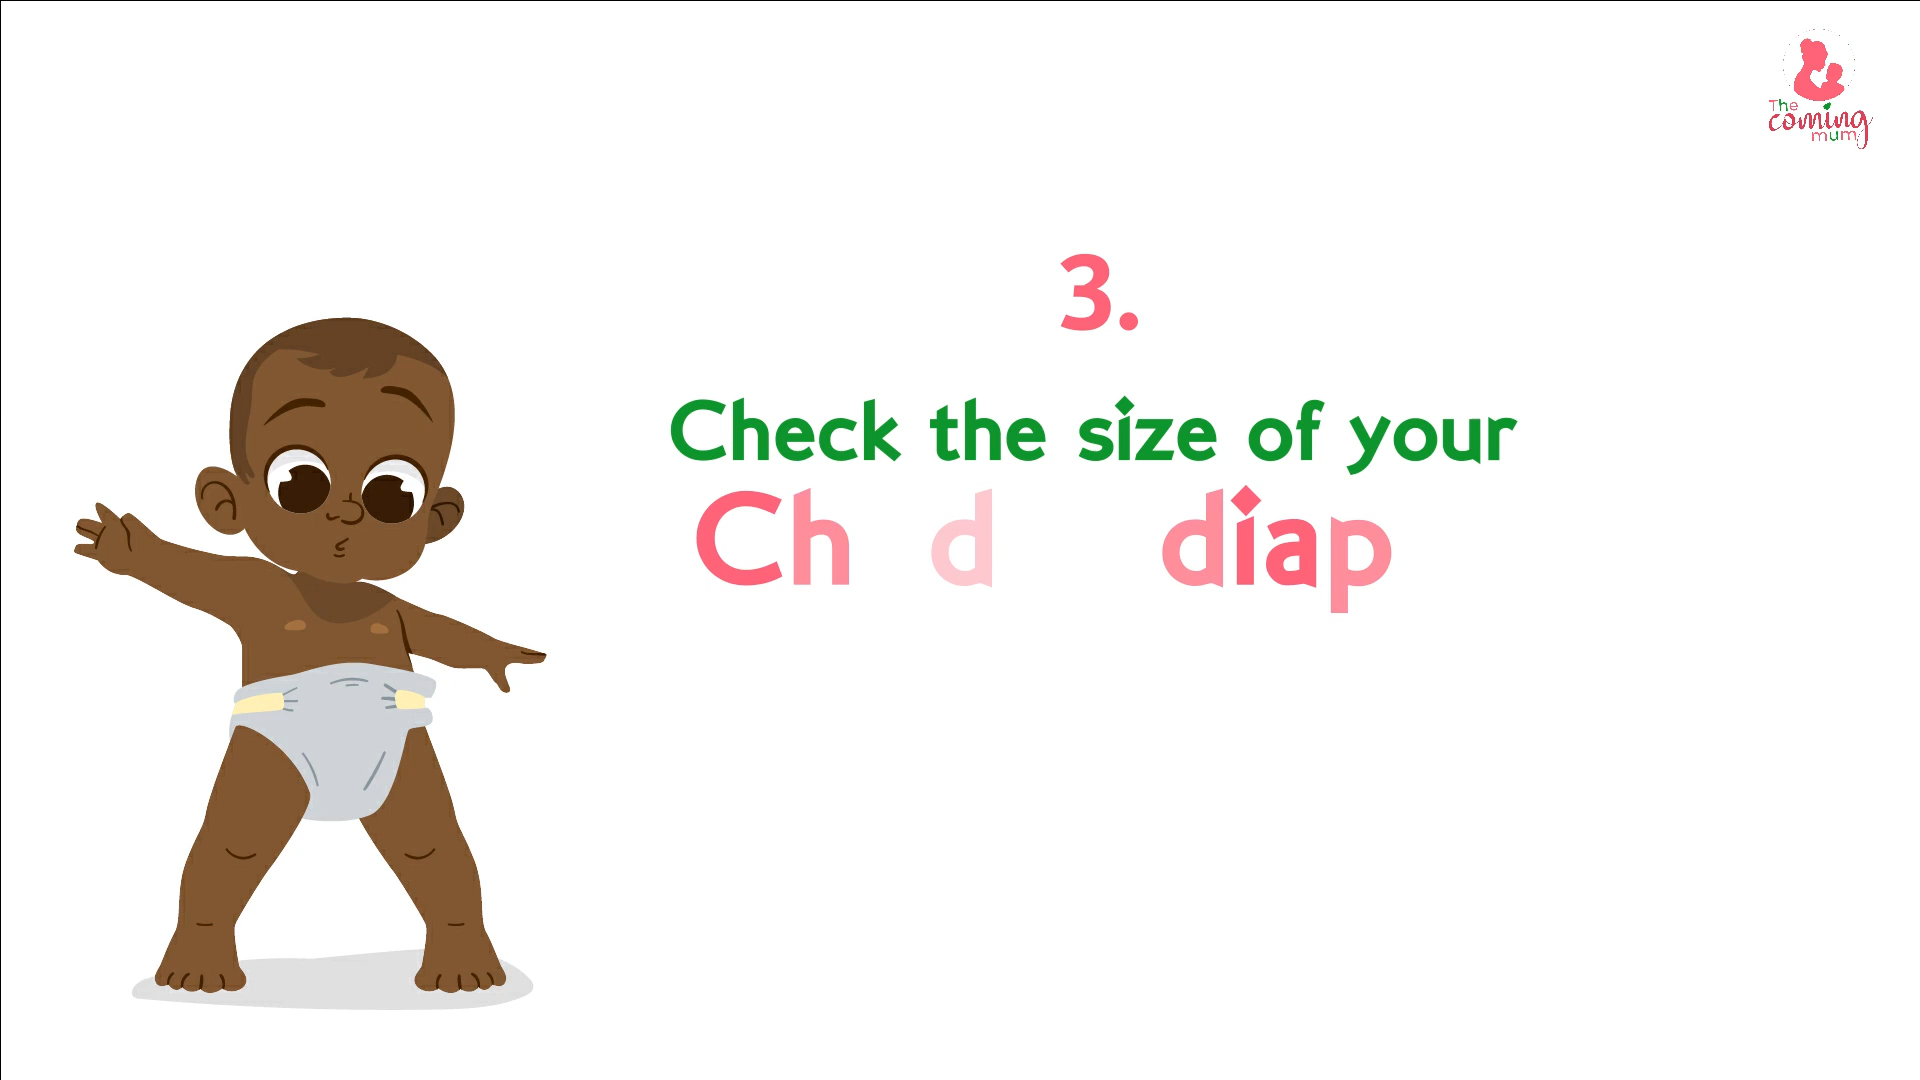 The
coming
mum
3.
Check the size of your
Ch d diap